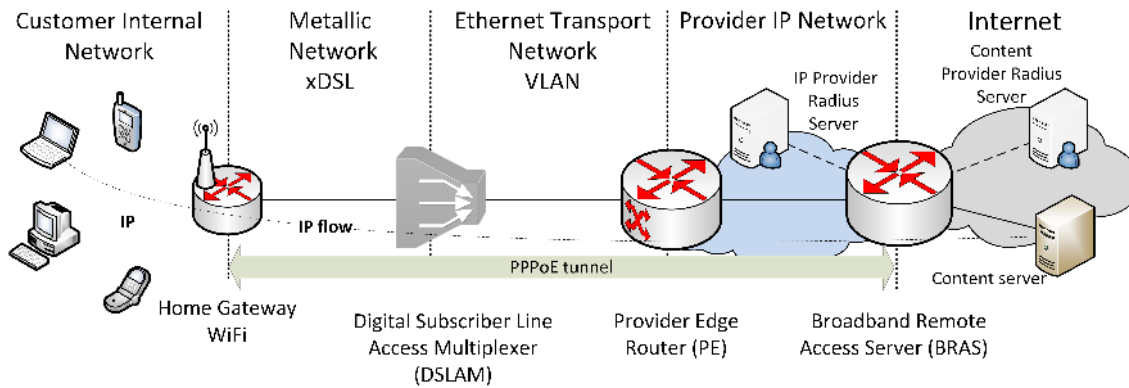 Customer Internal
Network
Metallic
Network
xDSL
Ethernet Transport
Network
VLAN
Provider IP Network
Internet
IP Provider
Radius
Server
Content
Provider Radius
Server
IP
IP flow
PPPoE tunnel
Content server
Home Gateway
WiFi
Digital Subscriber Line
Access Multiplexer
(DSLAM)
Provider Edge
Router (PE)
Broadband Remote
Access Server (BRAS)